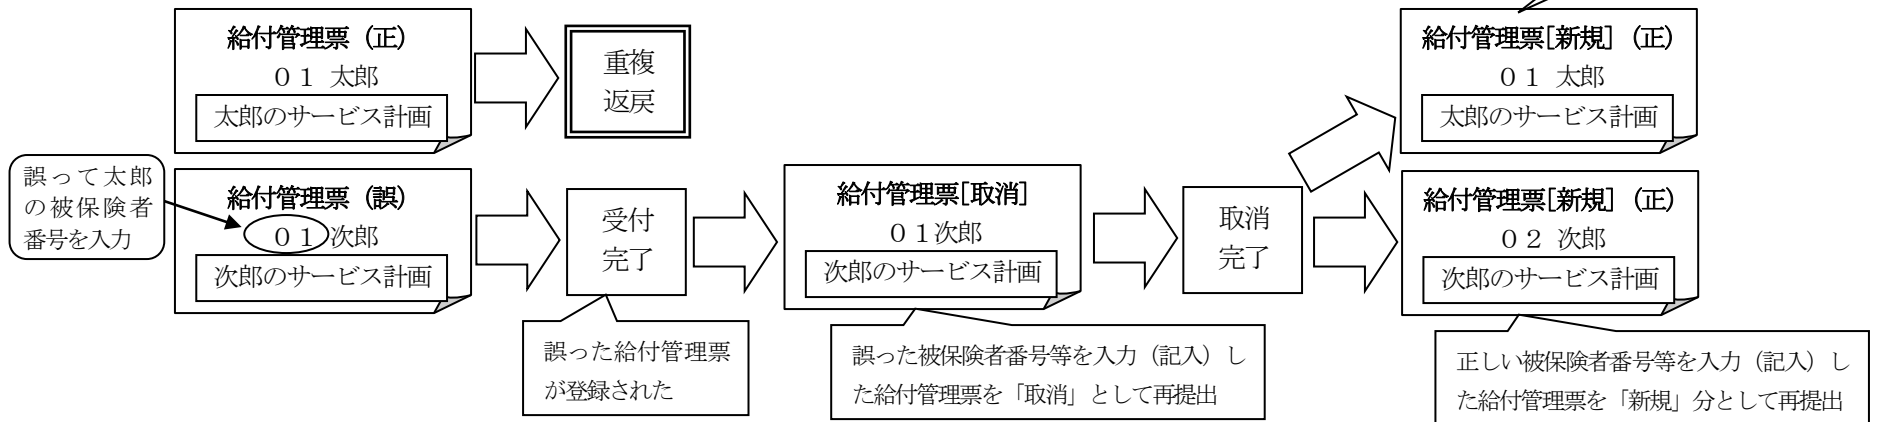 給付管理票（正）
０１ 太郎
太郎のサービス計画
重複
返戻
給付管理票[新規]（正）
０１ 太郎
太郎のサービス計画
誤って太郎
の被保険者
番号を入力
給付管理票（誤）
０１次郎
次郎のサービス計画
受付
完了
給付管理票[取消]
０１次郎
次郎のサービス計画
取消
完了
給付管理票[新規]（正）
０２ 次郎
次郎のサービス計画
誤った給付管理票
が登録された
誤った被保険者番号等を入力（記入）し
た給付管理票を「取消」として再提出
正しい被保険者番号等を入力（記入）し
た給付管理票を「新規」分として再提出